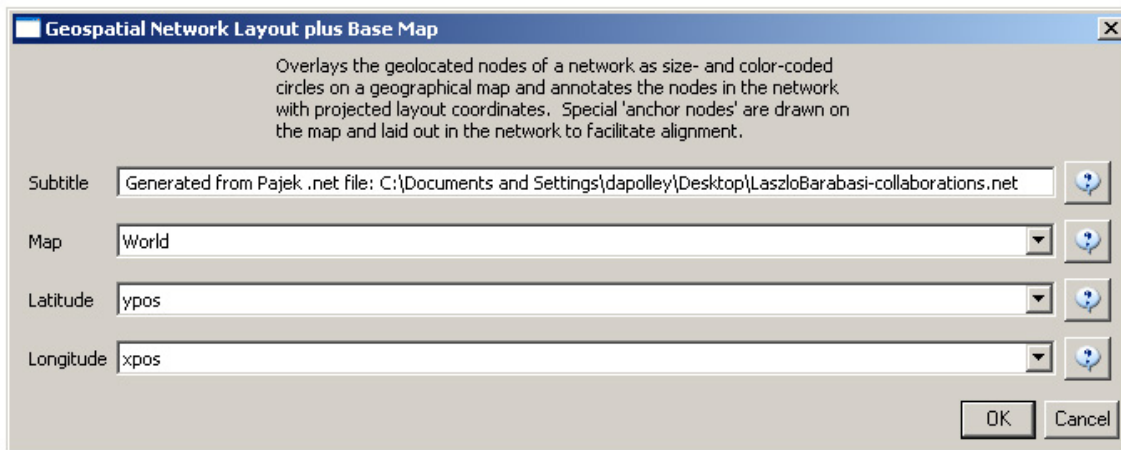 Geospatial Network Layout plus Base Map
Overlays the geolocated nodes of a network as size- and color-coded
circles on a geographical map and annotates the nodes in the network
with projected layout coordinates.  Special 'anchor nodes' are drawn on
the map and laid out in the network to facilitate alignment.
Subtitle Generated from Pajek .net file: C:\Documents and Settings\dapolley\Desktop\LaszloBarabasi-collaborations.net
Map World
Latitude ypos
Longitude xpos
OK Cancel